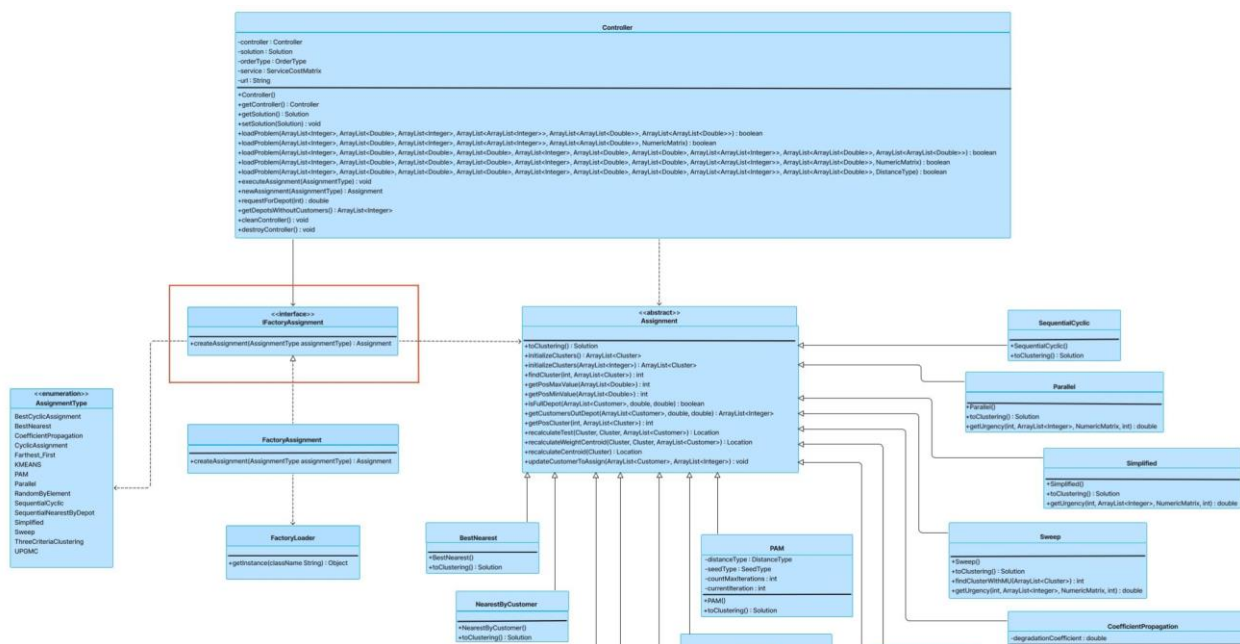 Controller
-controller : Controller
-solution : Solution
-orderType : OrderType
-service : ServiceCostMatrix
-url : String
+Controller()
+getController() : Controller
+getSolution() : Solution
+setSolution(Solution) : void
+loadProblem(ArrayList<Integer>, ArrayList<Double>, ArrayList<Integer>, ArrayList<ArrayList<Integer>>, ArrayList<ArrayList<Double>>, ArrayList<ArrayList<Double>>) : boolean
+loadProblem(ArrayList<Integer>, ArrayList<Double>, ArrayList<Integer>, ArrayList<ArrayList<Integer>>, ArrayList<ArrayList<Double>>, NumericMatrix) : boolean
+loadProblem(ArrayList<Integer>, ArrayList<Double>, ArrayList<Double>, ArrayList<Integer>, ArrayList<Double>, ArrayList<Double>, ArrayList<ArrayList<Integer>>, ArrayList<ArrayList<Double>>, ArrayList<ArrayList<Double>>) : boolean
+loadProblem(ArrayList<Integer>, ArrayList<Double>, ArrayList<Double>, ArrayList<Integer>, ArrayList<Double>, ArrayList<Double>, ArrayList<ArrayList<Integer>>, ArrayList<ArrayList<Double>>, NumericMatrix) : boolean
+loadProblem(ArrayList<Integer>, ArrayList<Double>, ArrayList<Double>, ArrayList<Integer>, ArrayList<Double>, ArrayList<Double>, ArrayList<ArrayList<Integer>>, ArrayList<ArrayList<Double>>, DistanceType) : boolean
+executeAssignment(AssignmentType) : void
+newAssignment(AssignmentType) : Assignment
+requestForDepot(int) : double
+getDepotsWithoutCustomers() : ArrayList<Integer>
+cleanController() : void
+destroyController() : void
<<interface>>
IFactoryAssignment
+createAssignment(AssignmentType assignmentType) : Assignment
<<abstract>>
Assignment
+toClustering() : Solution
+initializeClusters() : ArrayList<Cluster>
+initializeClusters(ArrayList<Integer>) : ArrayList<Cluster>
+findCluster(int, ArrayList<Cluster>) : int
+getPosMaxValue(ArrayList<Double>) : int
+getPosMinValue(ArrayList<Double>) : int
+isFullDepot(ArrayList<Customer>, double, double) : boolean
+getCustomersOutDepot(ArrayList<Customer>, double, double) : ArrayList<Integer>
+getPosCluster(int, ArrayList<Cluster>) : int
+recalculateTest(Cluster, Cluster, ArrayList<Customer>) : Location
+recalculateWeightCentroid(Cluster, Cluster, ArrayList<Customer>) : Location
+recalculateCentroid(Cluster) : Location
+updateCustomerToAssign(ArrayList<Customer>, ArrayList<Integer>) : void
SequentialCyclic
+SequentialCyclic()
+toClustering() : Solution
Parallel
+Parallel()
+toClustering() : Solution
+getUrgency(int, ArrayList<Integer>, NumericMatrix, int) : double
<<enumeration>>
AssignmentType
BestCyclicAssignment
BestNearest
CoefficientPropagation
CyclicAssignment
Farthest_First
KMEANS
PAM
Parallel
RandomByElement
SequentialCyclic
SequentialNearestByDepot
Simplified
Sweep
ThreeCriteriaClustering
UPGMC
FactoryAssignment
+createAssignment(AssignmentType assignmentType) : Assignment
Simplified
+Simplified()
+toClustering() : Solution
+getUrgency(int, ArrayList<Integer>, NumericMatrix, int) : double
FactoryLoader
+getInstance(className String) : Object
BestNearest
+BestNearest()
+toClustering() : Solution
PAM
-distanceType : DistanceType
-seedType : SeedType
-countMaxIterations : int
-currentIteration : int
+PAM()
+toClustering() : Solution
Sweep
+Sweep()
+toClustering() : Solution
+findClusterWithMU(ArrayList<Cluster>) : int
+getUrgency(int, ArrayList<Integer>, NumericMatrix, int) : double
NearestByCustomer
+NearestByCustomer()
+toClustering() : Solution
CoefficientPropagation
-degradationCoefficient : double